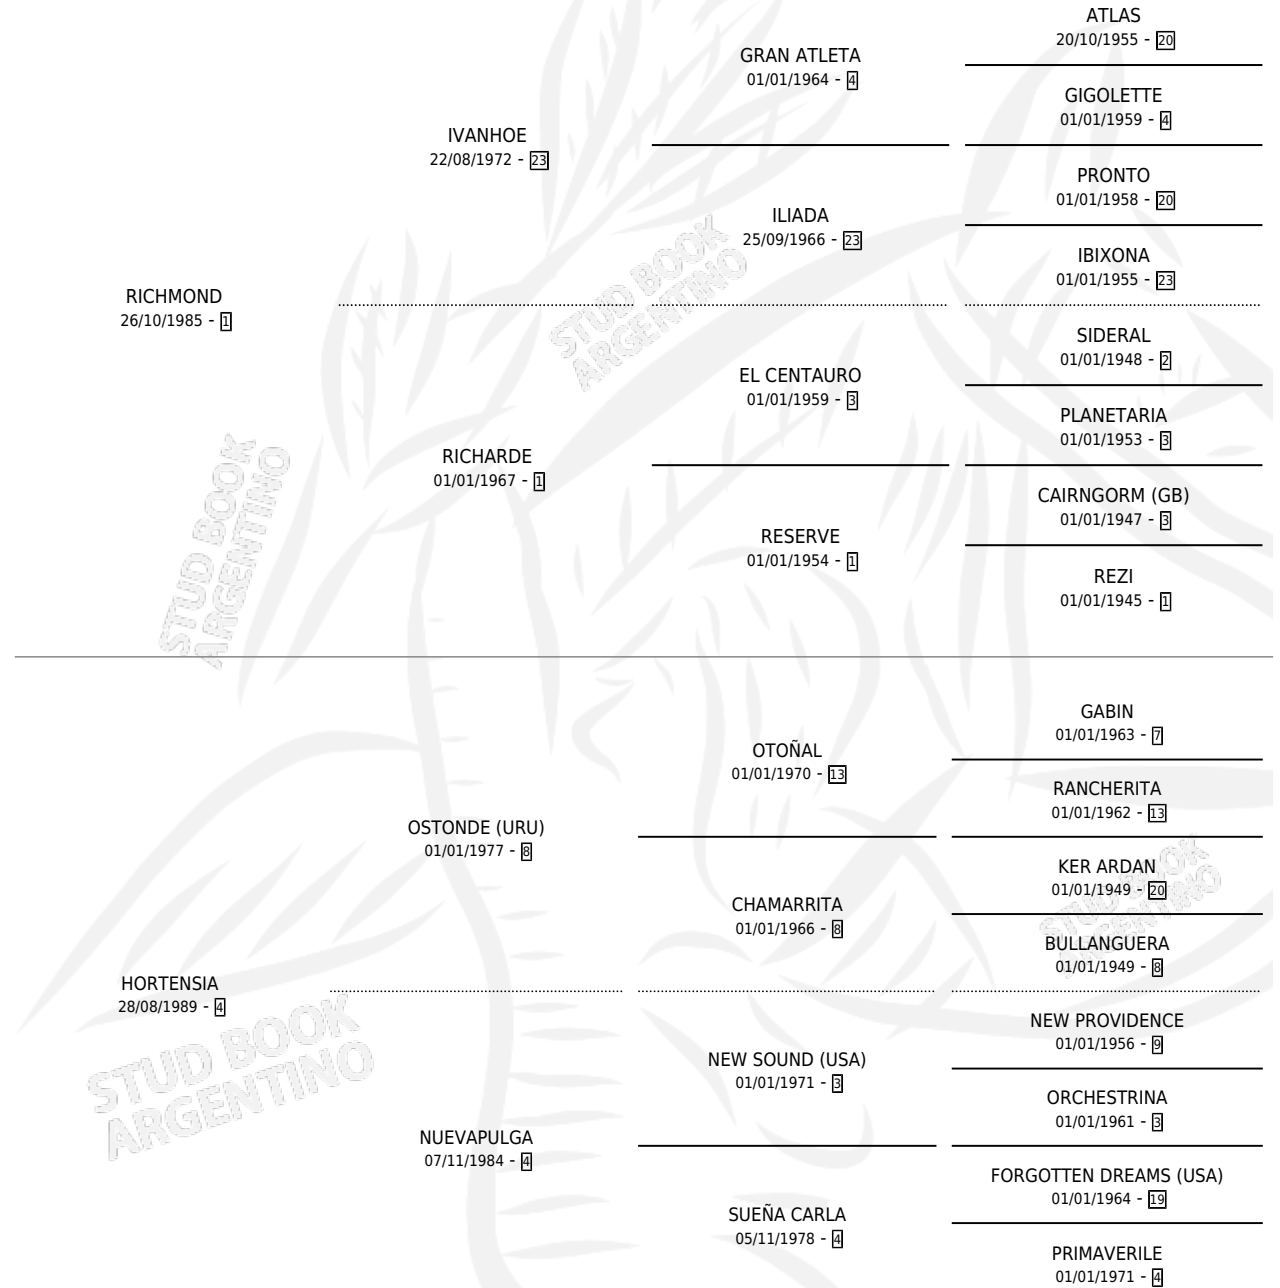 ATLAS
20/10/1955 - 20
GRAN ATLETA
01/01/1964 - 4
GIGOLETTE
01/01/1959 - 4
IVANHOE
22/08/1972 - 23
PRONTO
01/01/1958 - 20
ILIADA
25/09/1966 - 23
IBIXONA
01/01/1955 - 23
RICHMOND
26/10/1985 - 1
STUD BOOK
ARGENTINO
SIDERAL
01/01/1948 - 2
EL CENTAURO
01/01/1959 - 3
PLANETARIA
01/01/1953 - 3
RICHARDE
01/01/1967 - 1
CAIRNGORM (GB)
01/01/1947 - 3
RESERVE
01/01/1954 - 1
REZI
01/01/1945 - 1
STUD BOOK
ARGENTINO
GABIN
01/01/1963 - 7
OTOÑAL
01/01/1970 - 13
RANCHERITA
01/01/1962 - 13
OSTONDE (URU)
01/01/1977 - 8
KER ARDAN
01/01/1949 - 20
CHAMARRITA
01/01/1966 - 8
STUD BOOK
ARGENTINO
BULLANGUERA
01/01/1949 - 8
HORTENSIA
28/08/1989 - 4
NEW PROVIDENCE
01/01/1956 - 9
NEW SOUND (USA)
01/01/1971 - 3
STUD BOOK
ARGENTINO
ORCHESTRINA
01/01/1961 - 3
NUEVAPULGA
07/11/1984 - 4
FORGOTTEN DREAMS (USA)
01/01/1964 - 19
SUEÑA CARLA
05/11/1978 - 4
PRIMAVERILE
01/01/1971 - 4